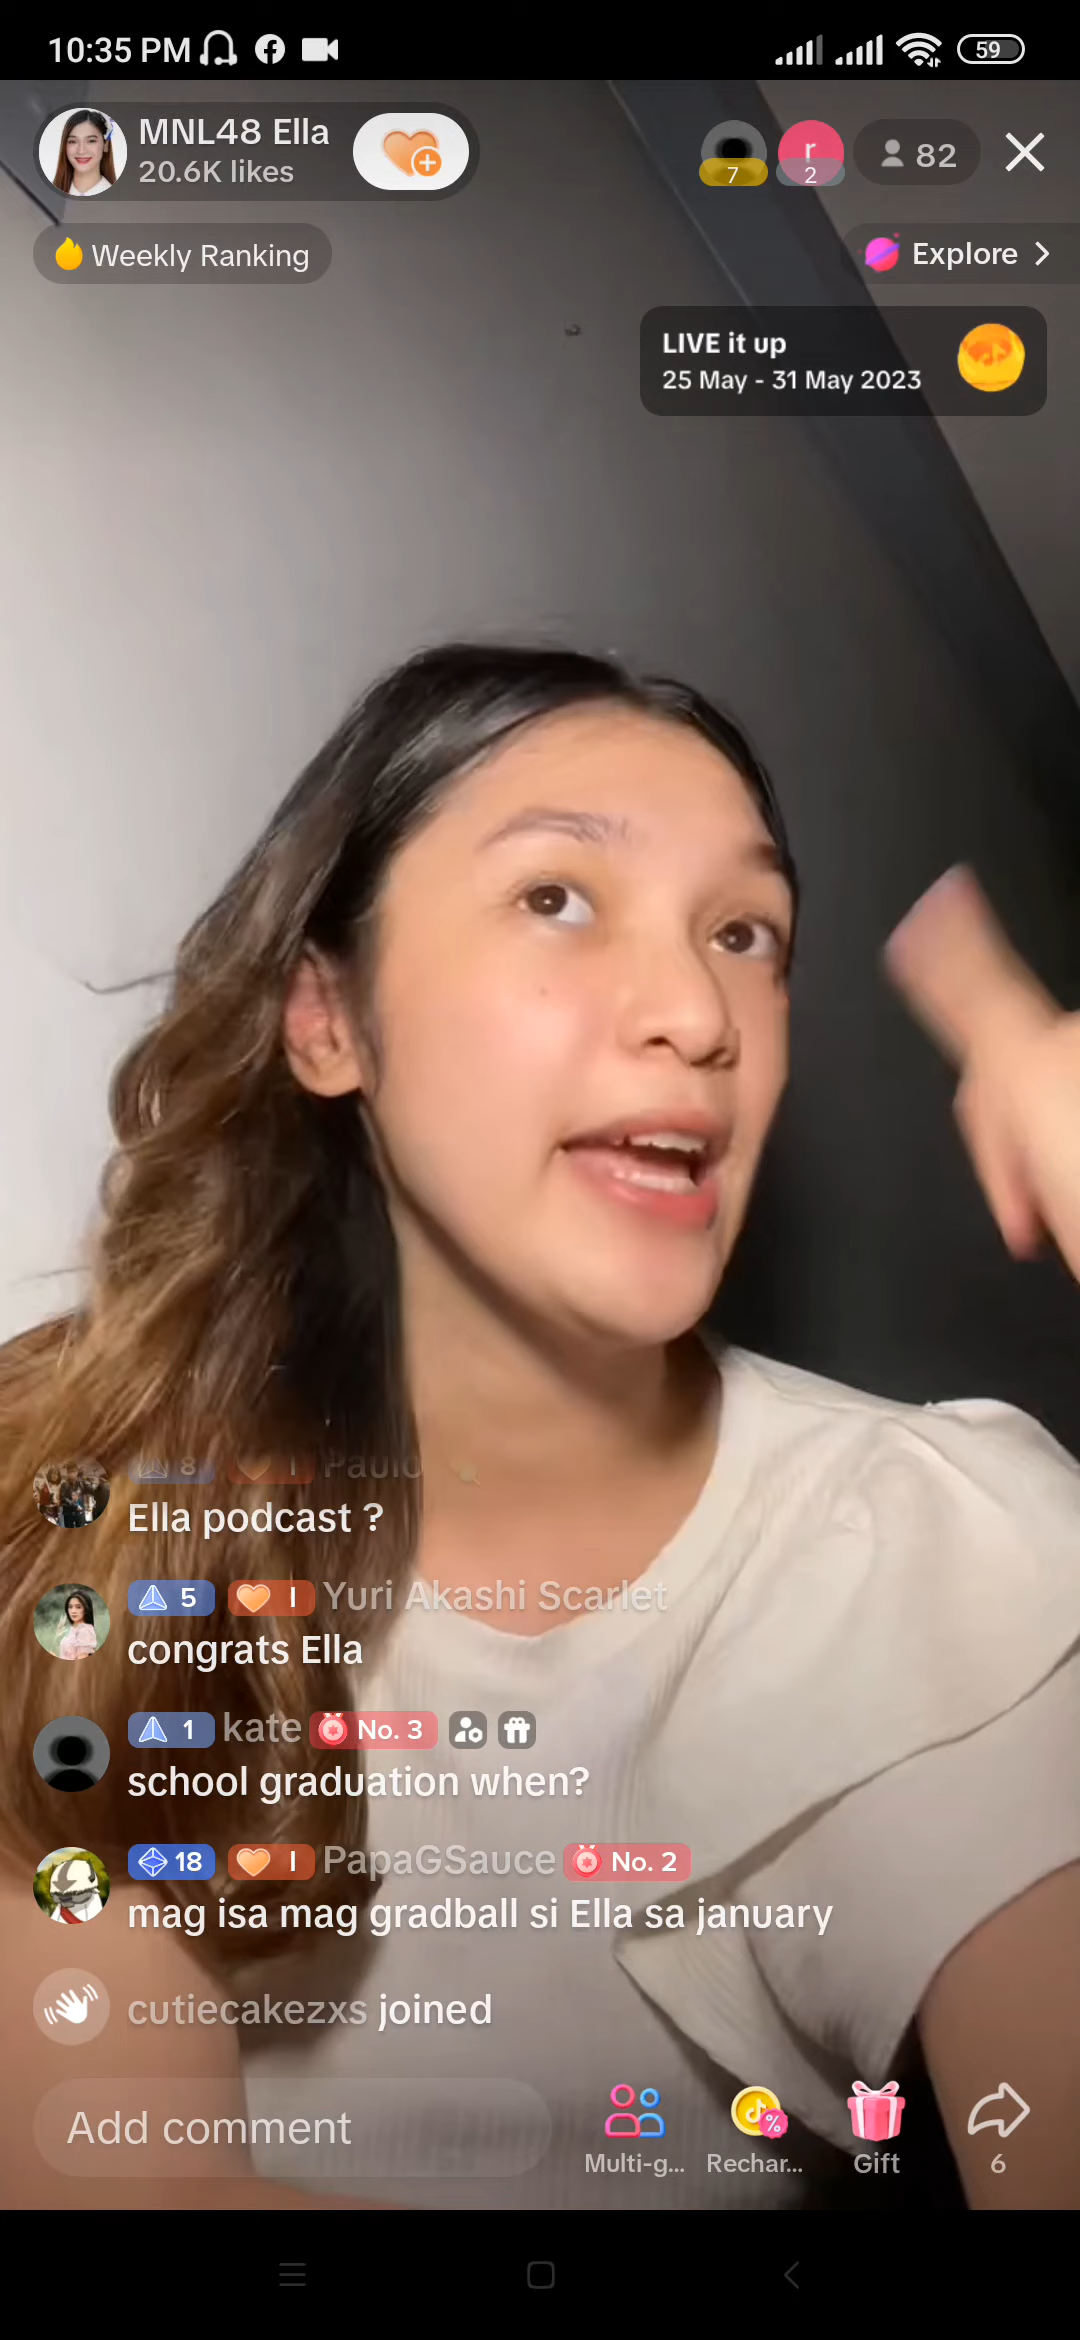 10:35 PM
59
MNL48 Ella
20.6K likes
7
r
2
82
Weekly Ranking
Explore
LIVE it up
25 May - 31 May 2023
8 I Paulo
Ella podcast ?
5 I Yuri Akashi Scarlet
congrats Ella
1 kate No. 3
school graduation when?
18 I PapaGSauce No. 2
mag isa mag gradball si Ella sa january
cutiecakezxs joined
Add comment
%
Multi-g...
Rechar...
Gift
6